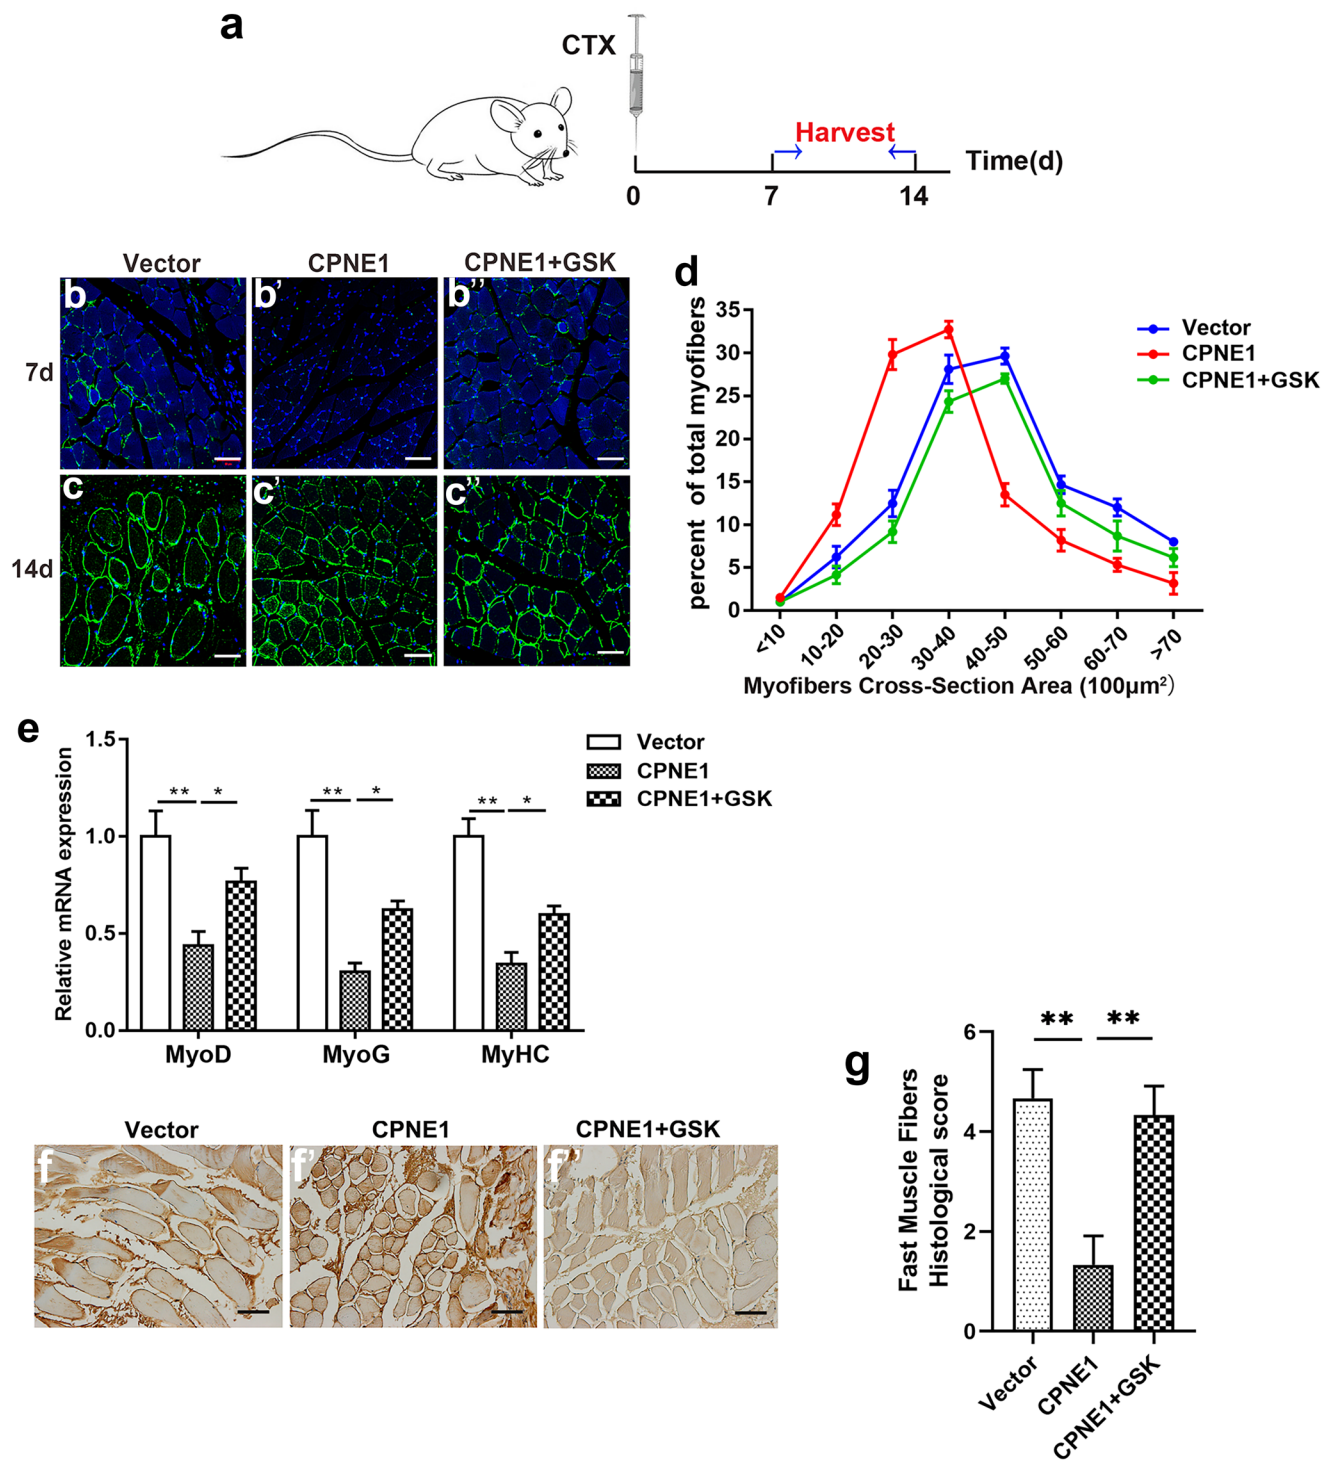 a
CTX
Harvest
Time(d)
0 7 14
Vector CPNE1 CPNE1+GSK
b b' b''
7d
c c' c''
14d
d
percent of total myofibers
35
30
25
20
15
10
5
0
<10 10-20 20-30 30-40 40-50 50-60 60-70 >70
Myofibers Cross-Section Area (100μm²)
Vector
CPNE1
CPNE1+GSK
e
Relative mRNA expression
1.5
1.0
0.5
0.0
** * ** * ** *
MyoD MyoG MyHC
Vector
CPNE1
CPNE1+GSK
Vector CPNE1 CPNE1+GSK
f f' f''
g
Fast Muscle Fibers
Histological score
6
4
2
0
** **
Vector CPNE1 CPNE1+GSK